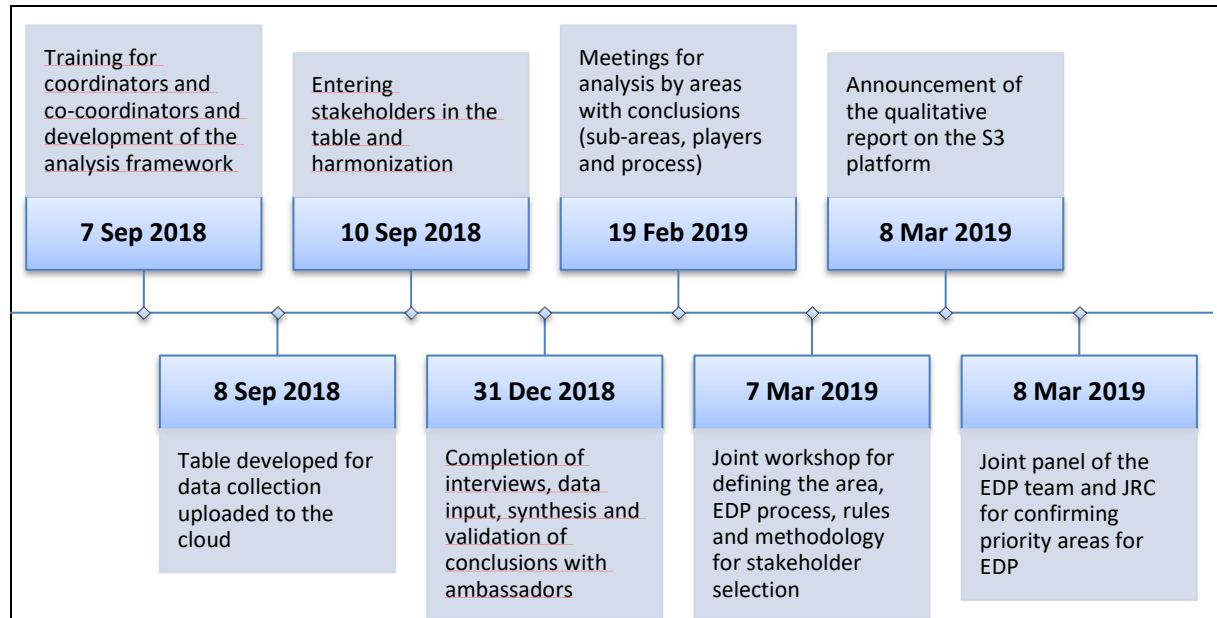 Training for
coordinators and
co-coordinators and
development of the
analysis framework
7 Sep 2018
Entering
stakeholders in the
table and
harmonization
10 Sep 2018
Meetings for
analysis by areas
with conclusions
(sub-areas, players
and process)
19 Feb 2019
Announcement of
the qualitative
report on the S3
platform
8 Mar 2019
8 Sep 2018
Table developed for
data collection
uploaded to the
cloud
31 Dec 2018
Completion of
interviews, data
input, synthesis and
validation of
conclusions with
ambassadors
7 Mar 2019
Joint workshop for
defining the area,
EDP process, rules
and methodology
for stakeholder
selection
8 Mar 2019
Joint panel of the
EDP team and JRC
for confirming
priority areas for
EDP